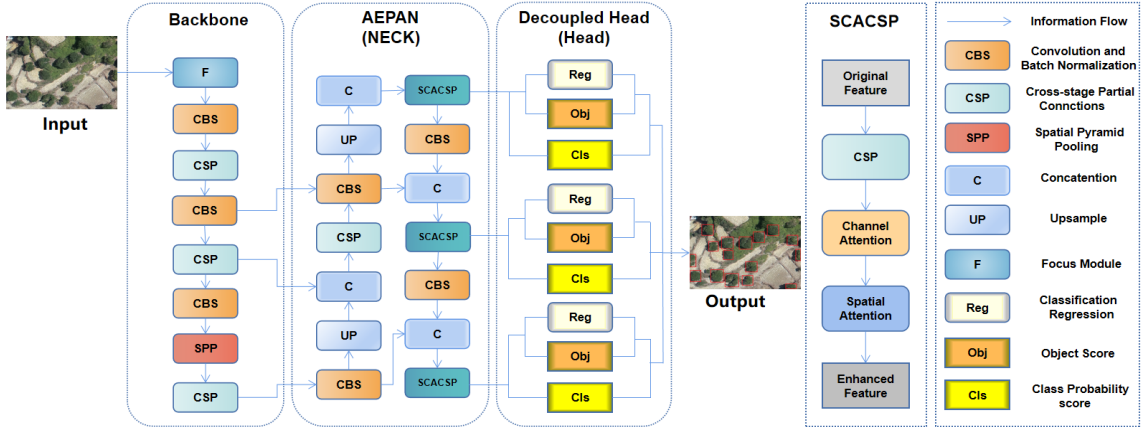 Backbone
F
CBS
CSP
CBS
CSP
CBS
SPP
CSP
Input
AEPAN
(NECK)
C
UP
CBS
CSP
C
UP
CBS
SCACSP
CBS
C
SCACSP
CBS
C
SCACSP
Decoupled Head
(Head)
Reg
Obj
Cls
Reg
Obj
Cls
Reg
Obj
Cls
Output
SCACSP
Original
Feature
CSP
Channel
Attention
Spatial
Attention
Enhanced
Feature
Information Flow
CBS
Convolution and
Batch Normalization
CSP
Cross-stage Partial
Connctions
SPP
Spatial Pyramid
Pooling
C
Concatention
UP
Upsample
F
Focus Module
Reg
Classification
Regression
Obj
Object Score
Cls
Class Probability
score